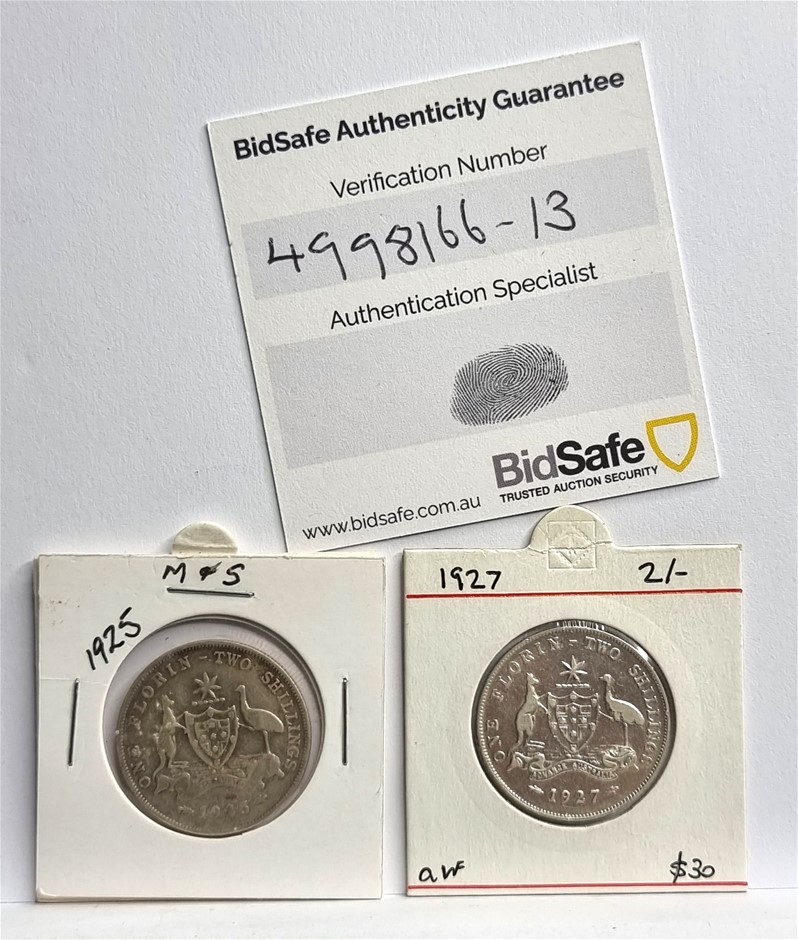 BidSafe Authenticity Guarantee
Verification Number
4998166-13
Authentication Specialist
BidSafe
TRUSTED AUCTION SECURITY
www.bidsafe.com.au
M & S
1925
ONE FLORIN - TWO SHILLINGS
1925
1927 2/-
ONE FLORIN - TWO SHILLINGS
ADVANCE AUSTRALIA
1927
$30